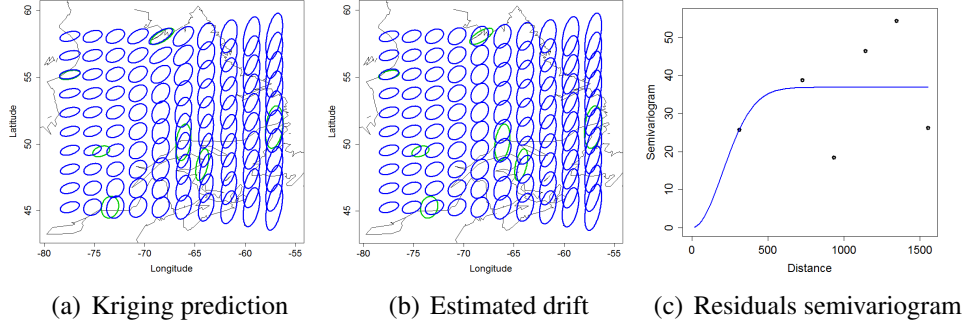 60
55
50
45
Latitude
-80 -75 -70 -65 -60 -55
Longitude
60
55
50
45
Latitude
-80 -75 -70 -65 -60 -55
Longitude
50
40
30
20
10
0
Semivariogram
0 500 1000 1500
Distance
(a) Kriging prediction
(b) Estimated drift
(c) Residuals semivariogram